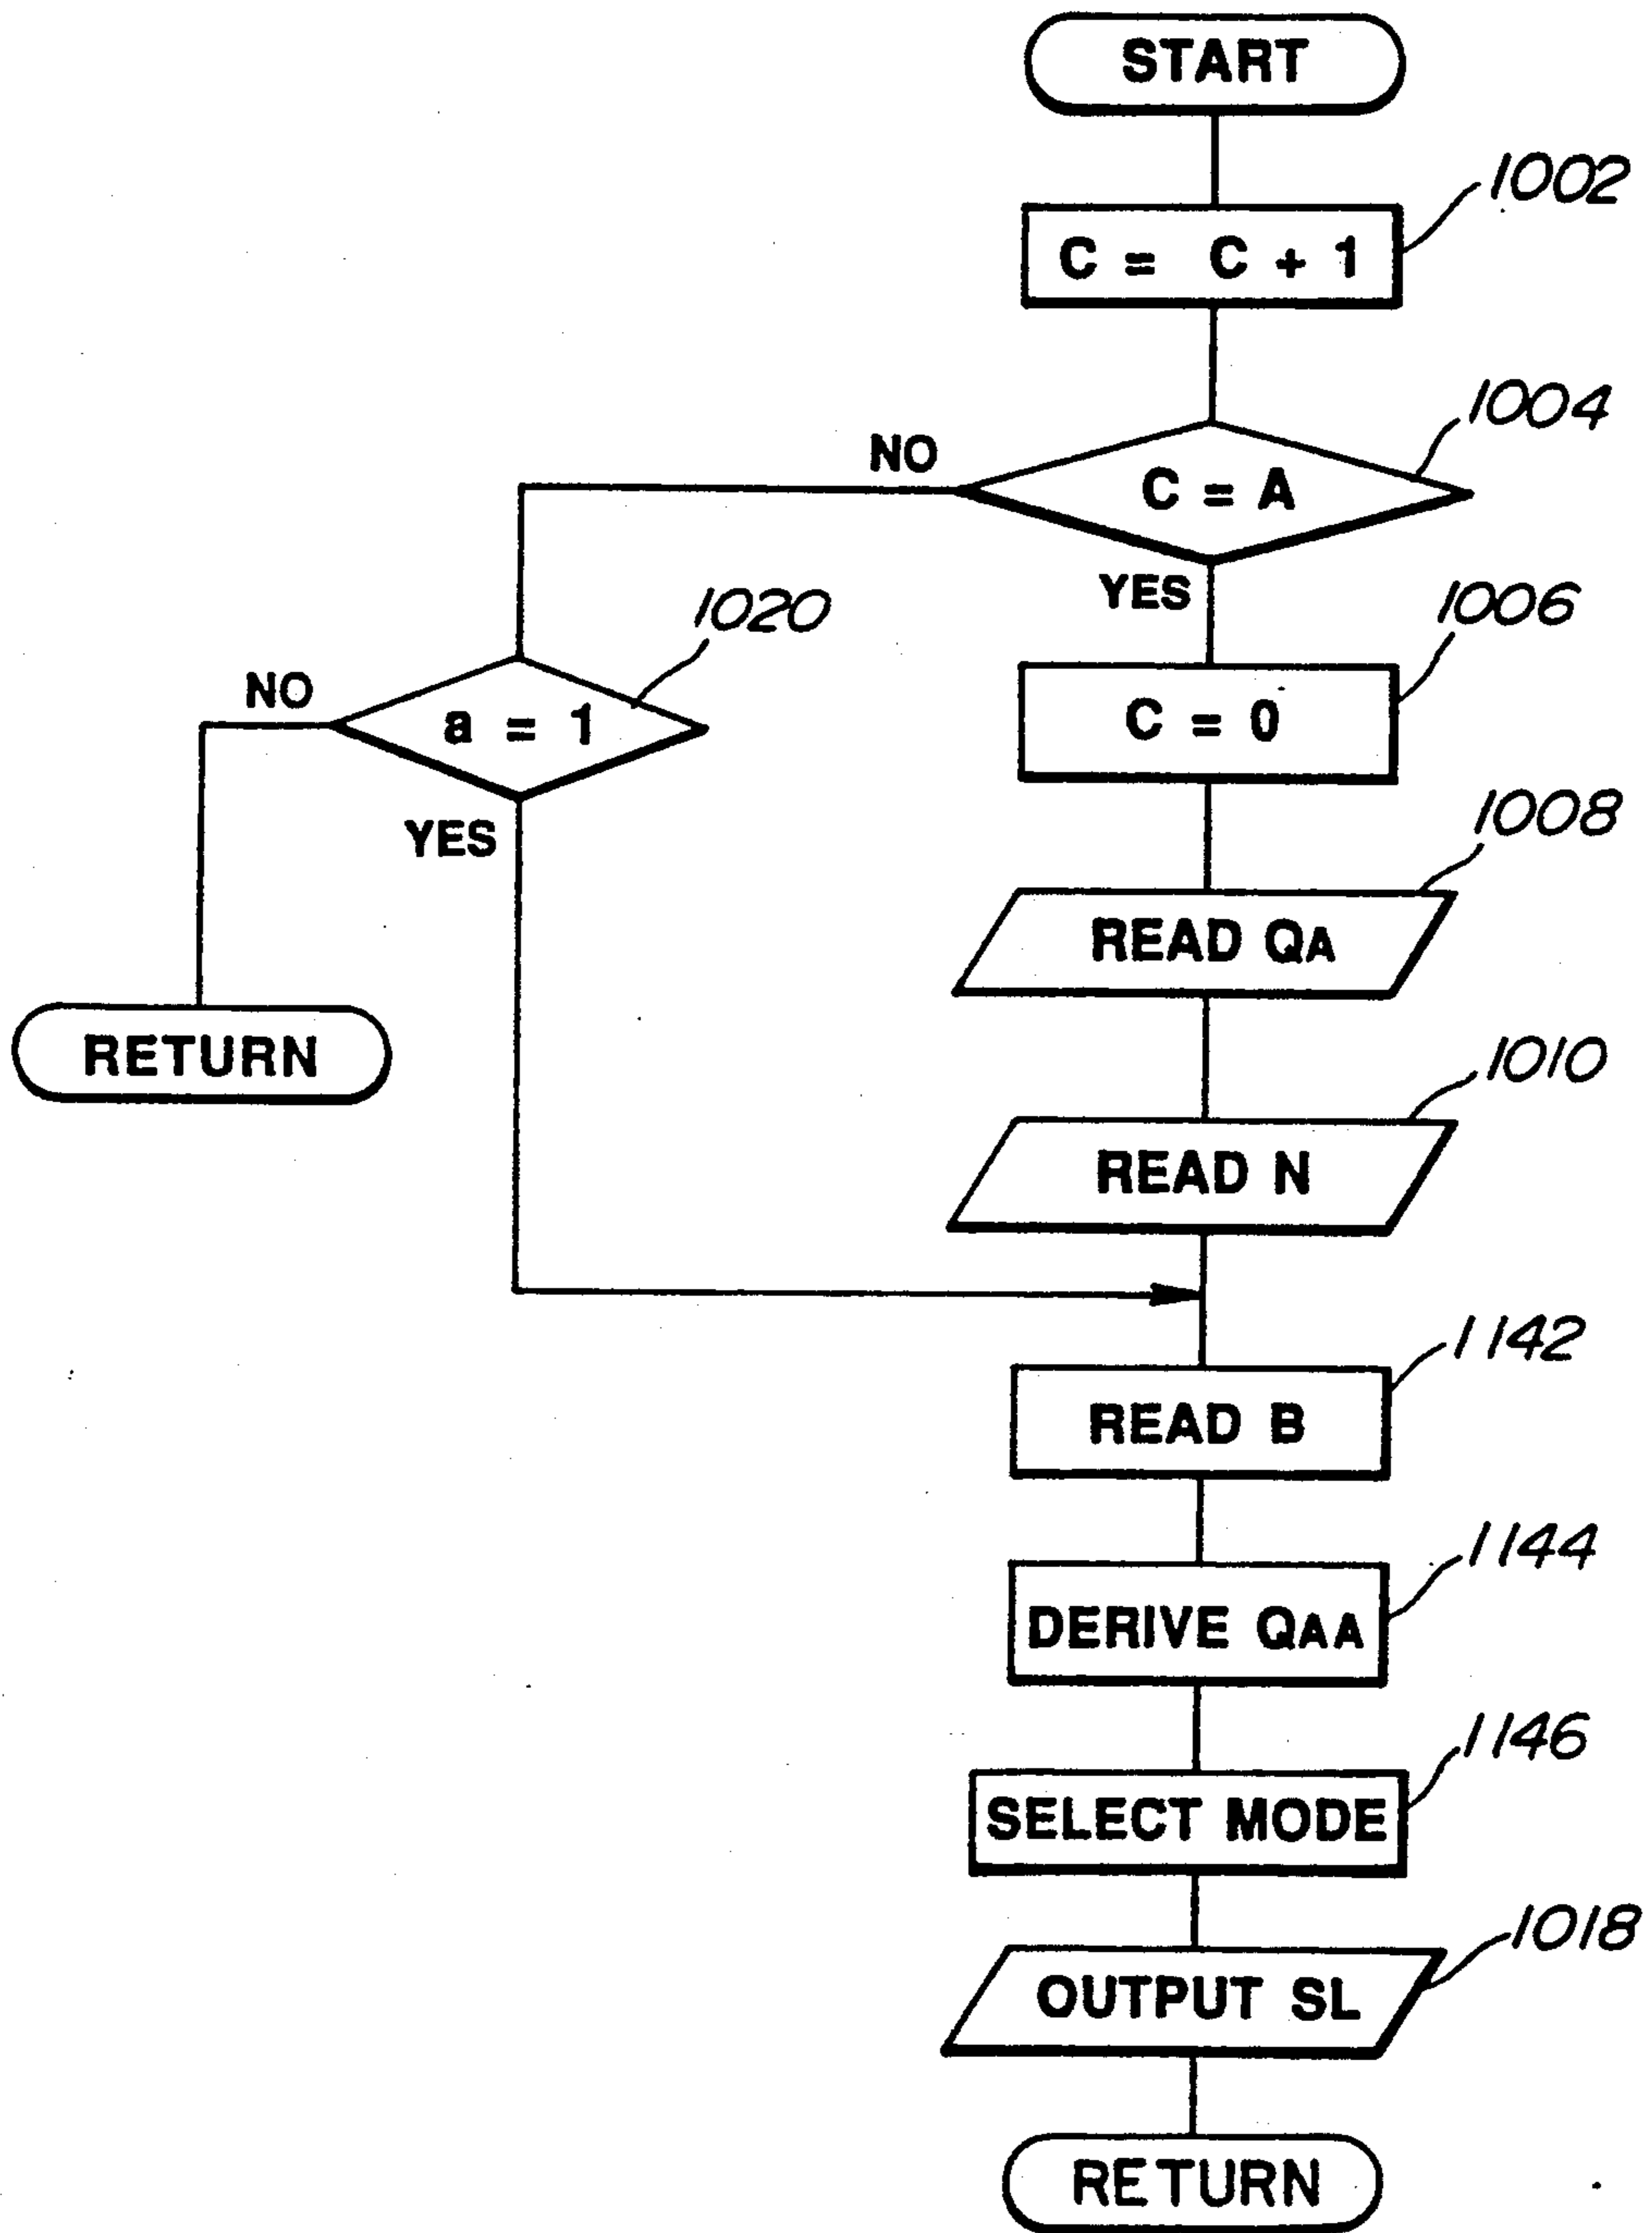 START
1002
C = C + 1
1004
NO
C = A
YES
1006
1020
NO
a = 1
C = 0
YES
1008
READ QA
RETURN
1010
READ N
1142
READ B
1144
DERIVE QAA
1146
SELECT MODE
1018
OUTPUT SL
RETURN